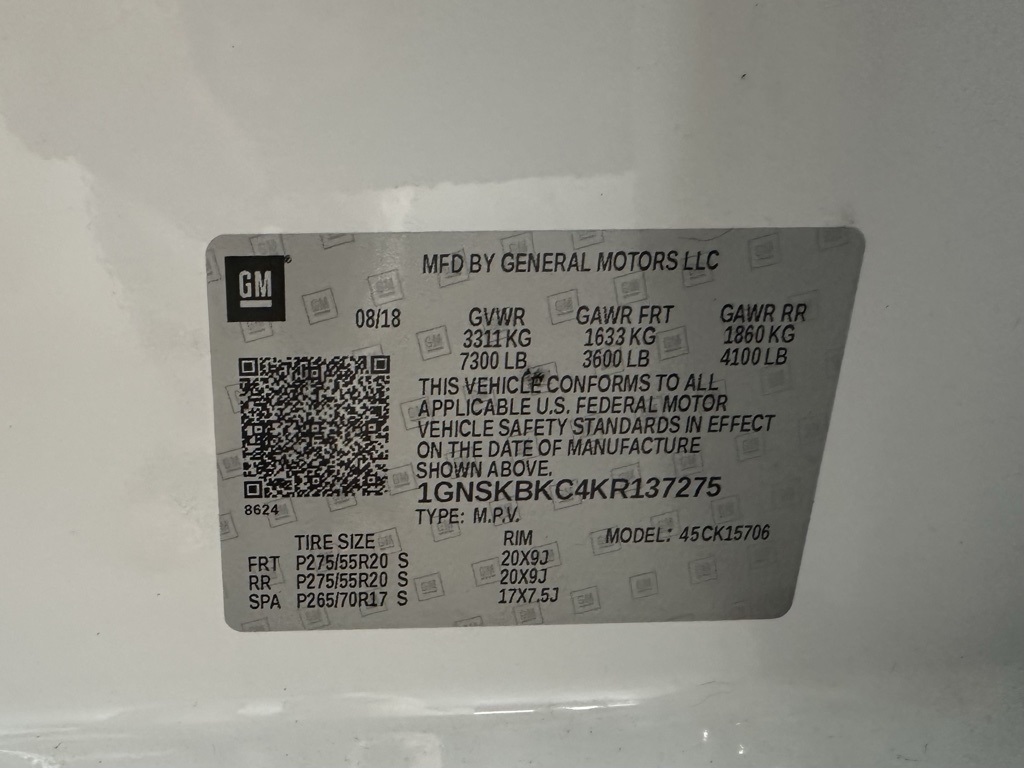 GM
MFD BY GENERAL MOTORS LLC
08/18
GVWR GAWR FRT GAWR RR
3311 KG 1633 KG 1860 KG
7300 LB 3600 LB 4100 LB
THIS VEHICLE CONFORMS TO ALL
APPLICABLE U.S. FEDERAL MOTOR
VEHICLE SAFETY STANDARDS IN EFFECT
ON THE DATE OF MANUFACTURE
SHOWN ABOVE.
1GNSKBKC4KR137275
8624
TYPE: M.P.V.
TIRE SIZE RIM MODEL: 45CK15706
FRT P275/55R20 S 20X9J
RR P275/55R20 S 20X9J
SPA P265/70R17 S 17X7.5J